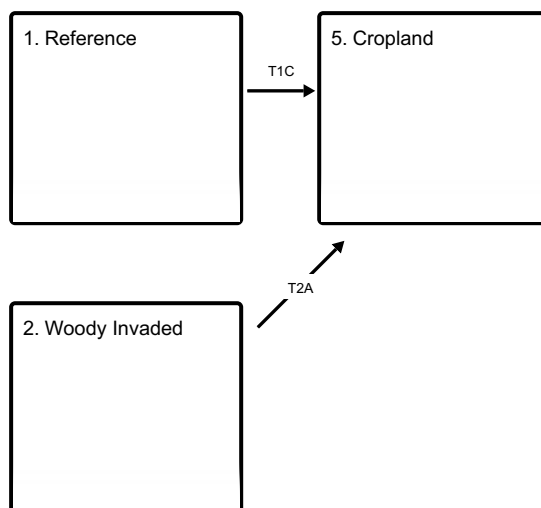 1. Reference
5. Cropland
T1C
T2A
2. Woody Invaded